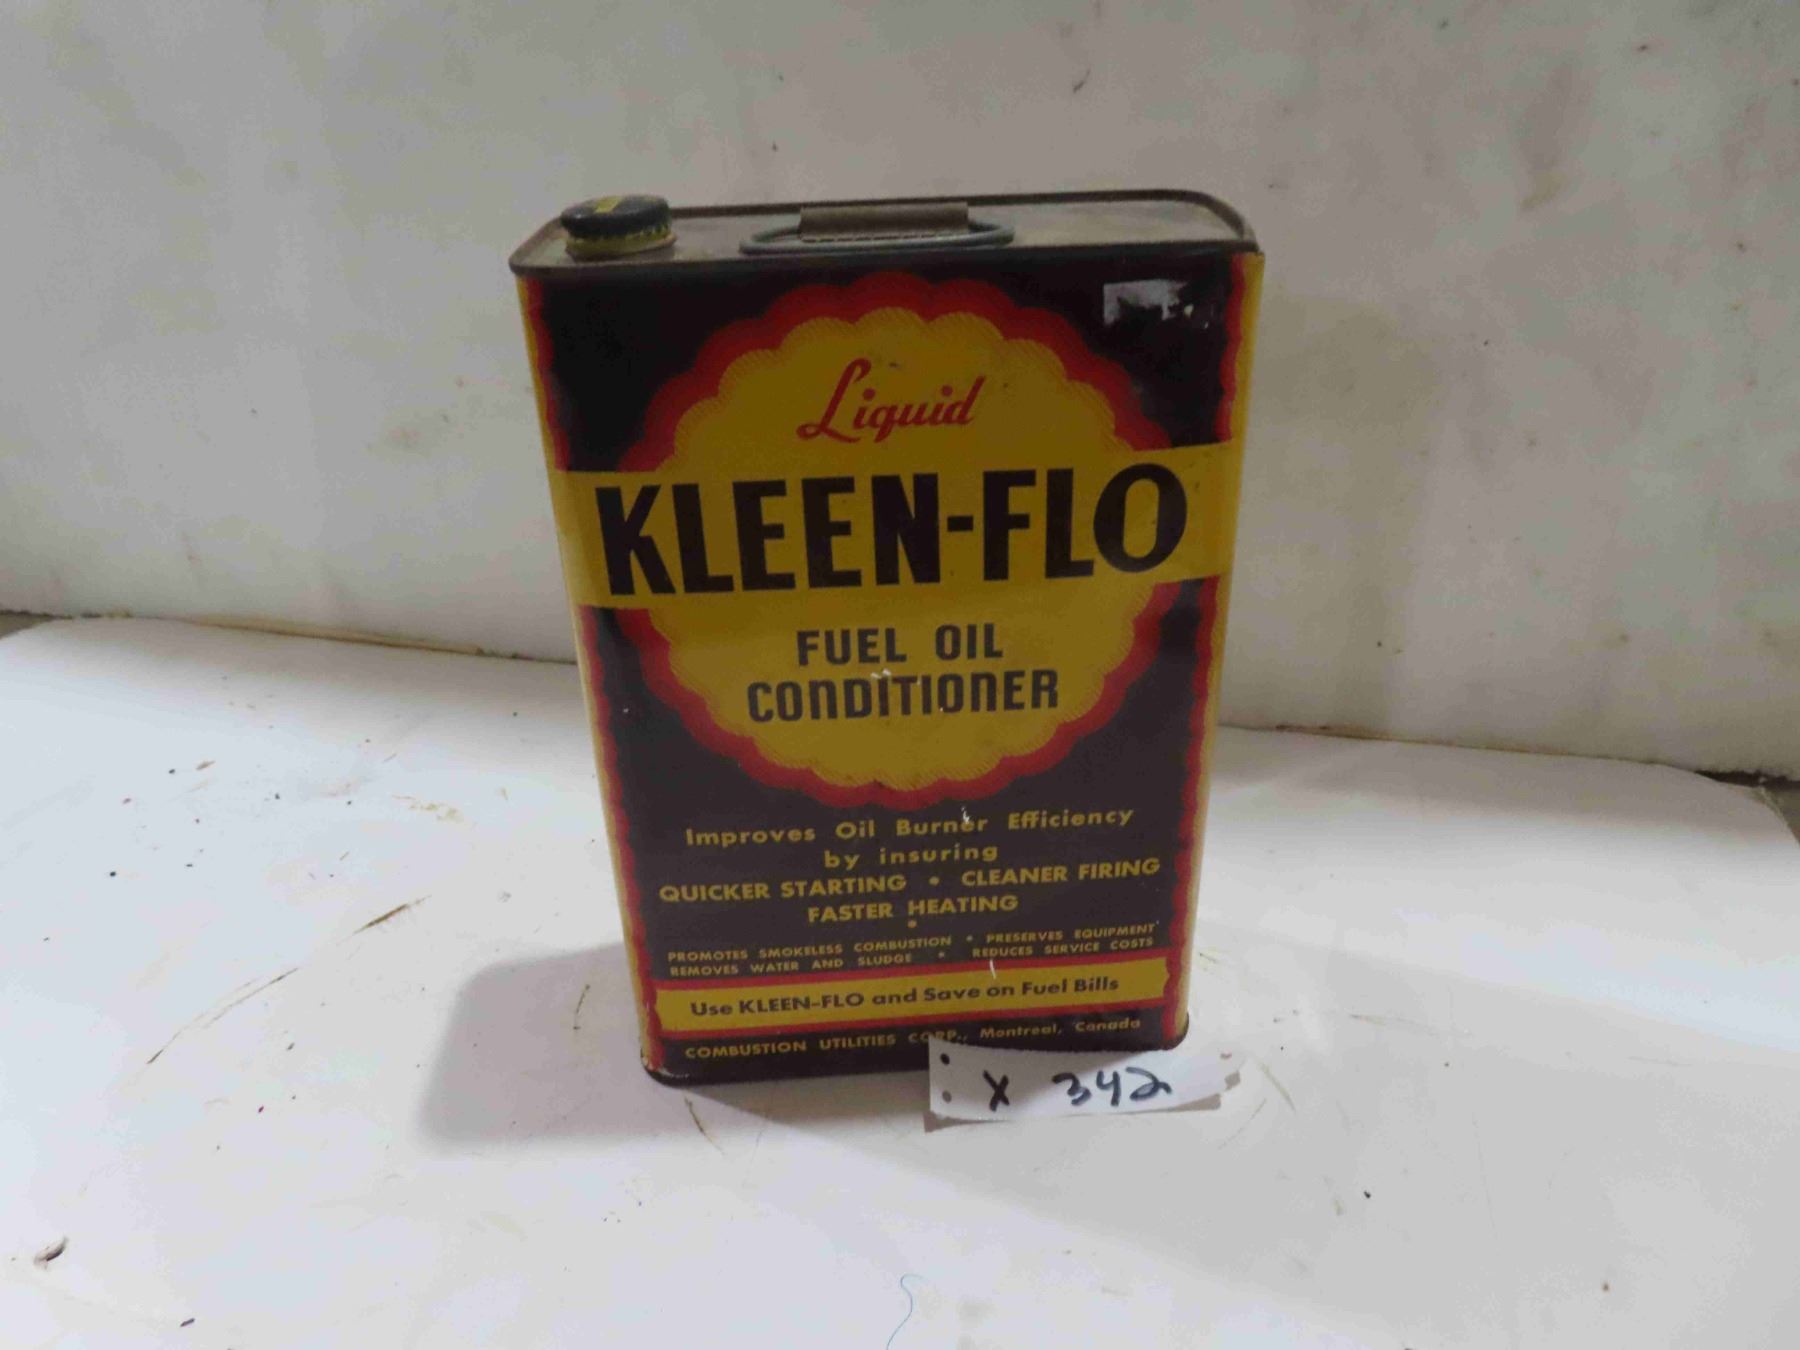 Liquid
KLEEN-FLO
FUEL OIL
CONDITIONER
Improves Oil Burner Efficiency
by insuring
QUICKER STARTING • CLEANER FIRING
FASTER HEATING
•
PROMOTES SMOKELESS COMBUSTION • PRESERVES EQUIPMENT
REMOVES WATER AND SLUDGE • REDUCES SERVICE COSTS
Use KLEEN-FLO and Save on Fuel Bills
COMBUSTION UTILITIES CORP., Montreal, Canada
X 342